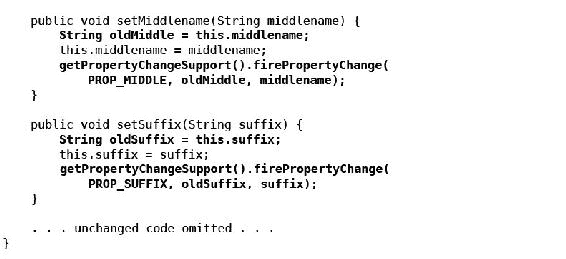 public void setMiddlename(String middlename) {
String oldMiddle = this.middlename;
this.middlename = middlename;
getPropertyChangeSupport().firePropertyChange(
PROP_MIDDLE, oldMiddle, middlename);
}
public void setSuffix(String suffix) {
String oldSuffix = this.suffix;
this.suffix = suffix;
getPropertyChangeSupport().firePropertyChange(
PROP_SUFFIX, oldSuffix, suffix);
}
. . . unchanged code omitted . . .
}